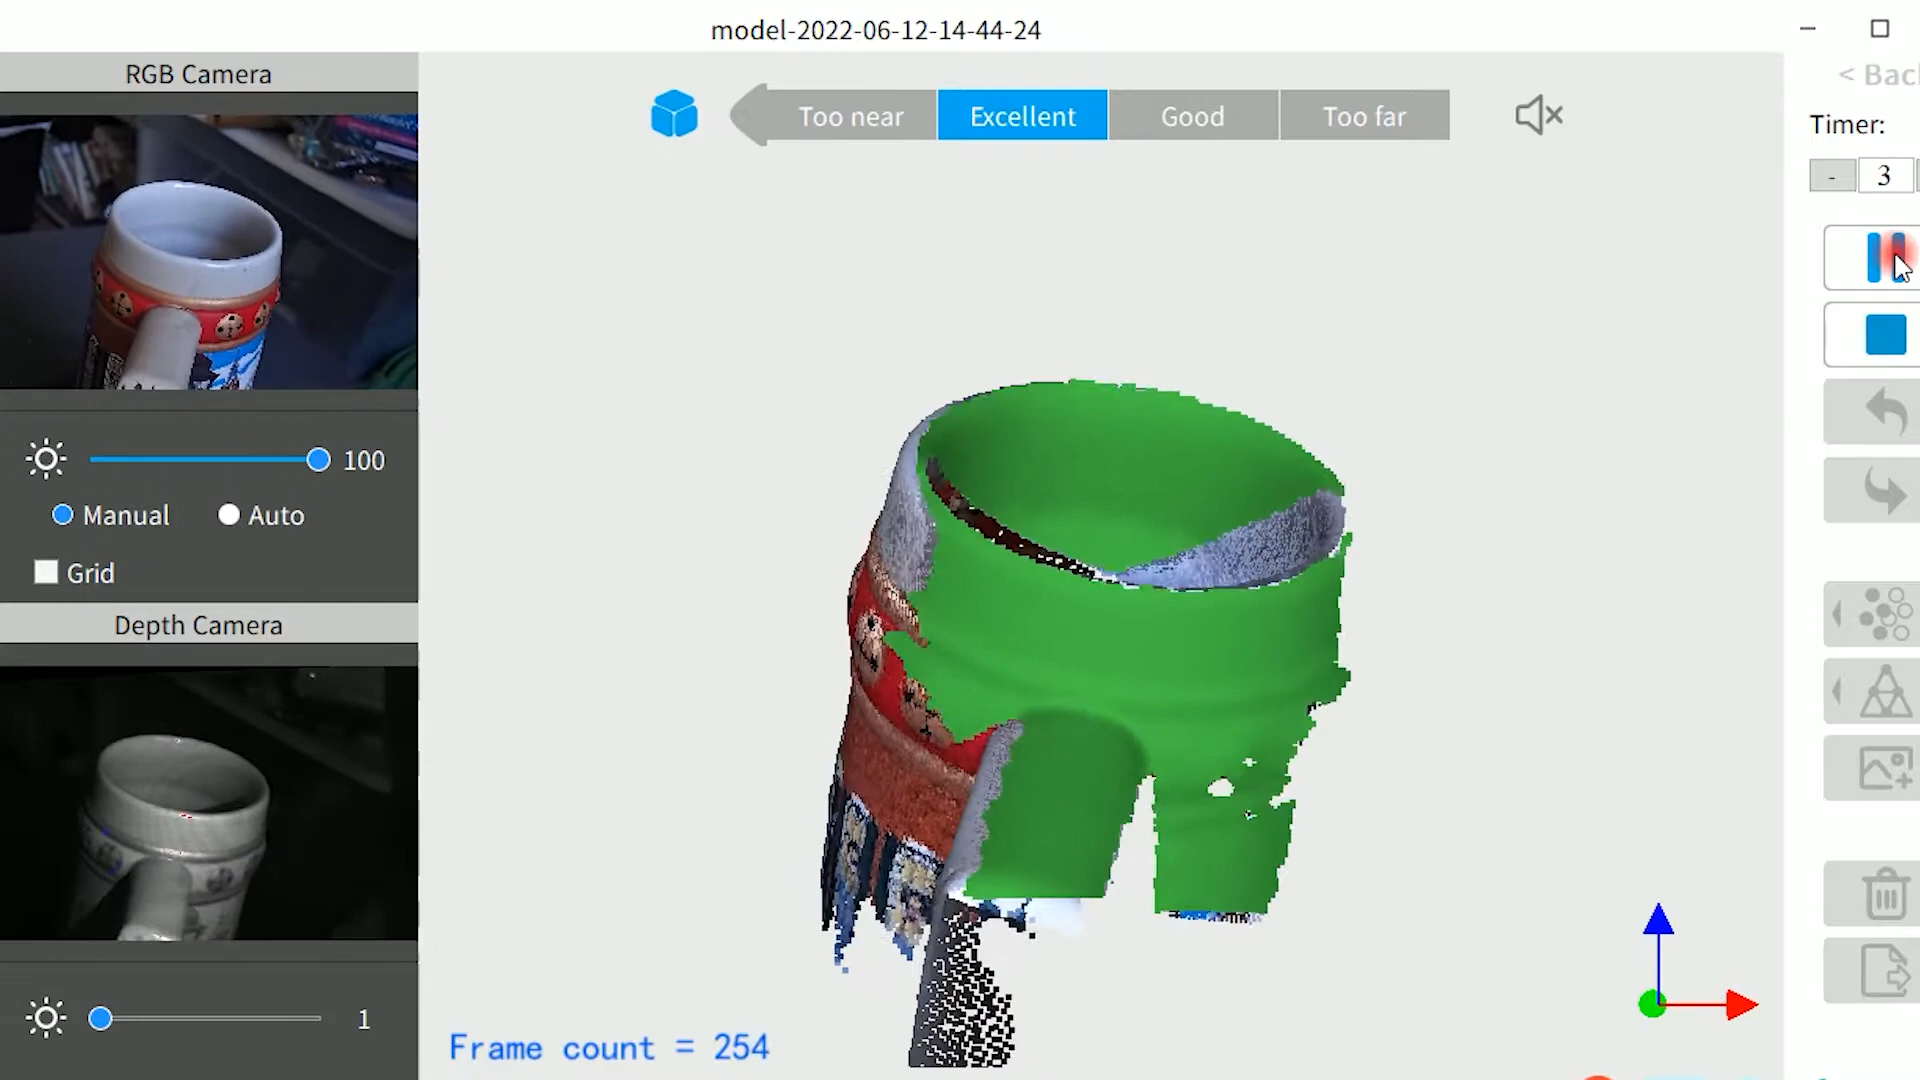 model-2022-06-12-14-44-24
RGB Camera
< Bac
Too near
Excellent
Good
Too far
Timer:
- 3
100
Manual
Auto
Grid
Depth Camera
1
Frame count = 254